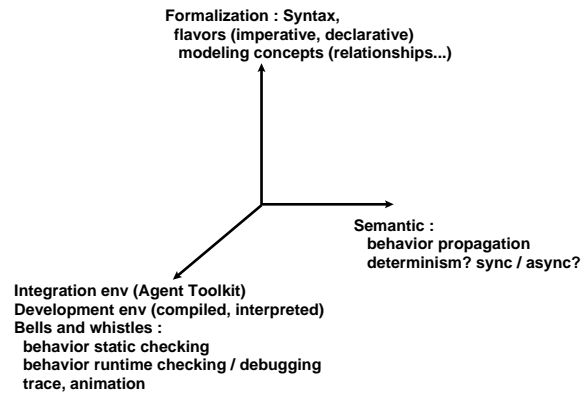 Formalization : Syntax,
flavors (imperative, declarative)
modeling concepts (relationships...)
Semantic :
behavior propagation
determinism? sync / async?
Integration env (Agent Toolkit)
Development env (compiled, interpreted)
Bells and whistles :
behavior static checking
behavior runtime checking / debugging
trace, animation